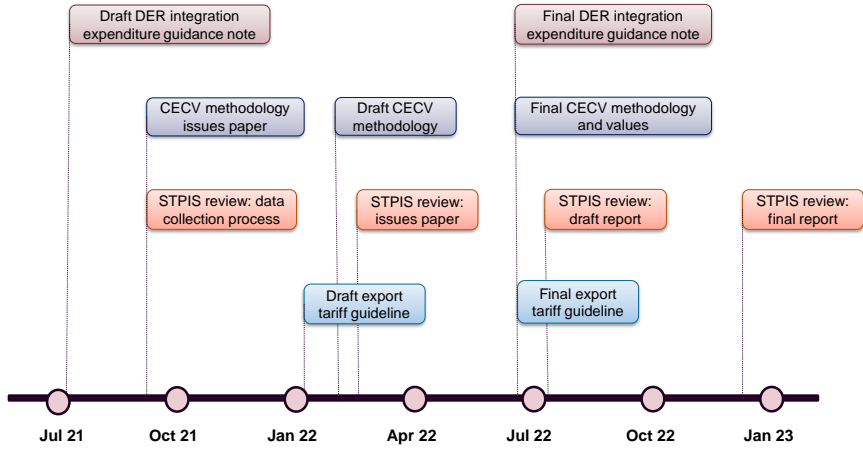 Draft DER integration
expenditure guidance note
Final DER integration
expenditure guidance note
CECV methodology
issues paper
Draft CECV
methodology
Final CECV methodology
and values
STPIS review: data
collection process
STPIS review:
issues paper
STPIS review:
draft report
STPIS review:
final report
Draft export
tariff guideline
Final export
tariff guideline
Jul 21
Oct 21
Jan 22
Apr 22
Jul 22
Oct 22
Jan 23